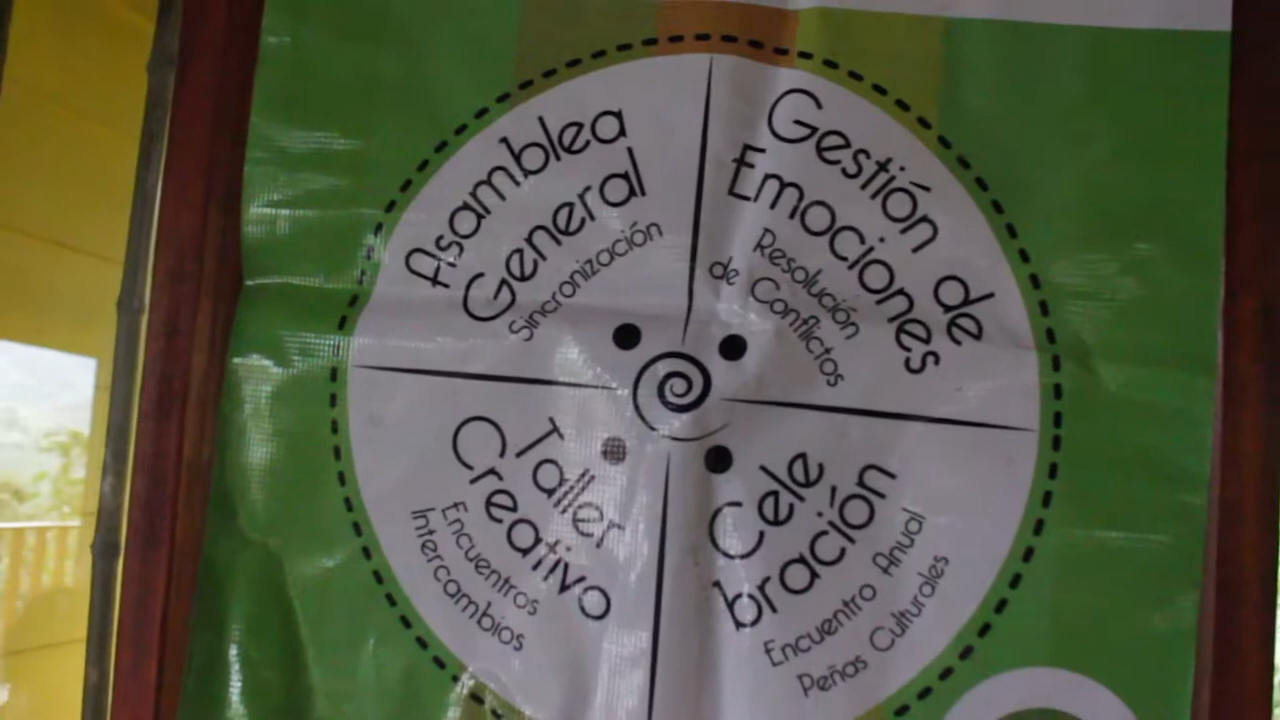 Asamblea
General
Sincronización
Gestión de
Emociones
Resolución
de Conflictos
Taller
Creativo
Encuentros
Intercambios
Cele
bración
Encuentro Anual
Peñas Culturales